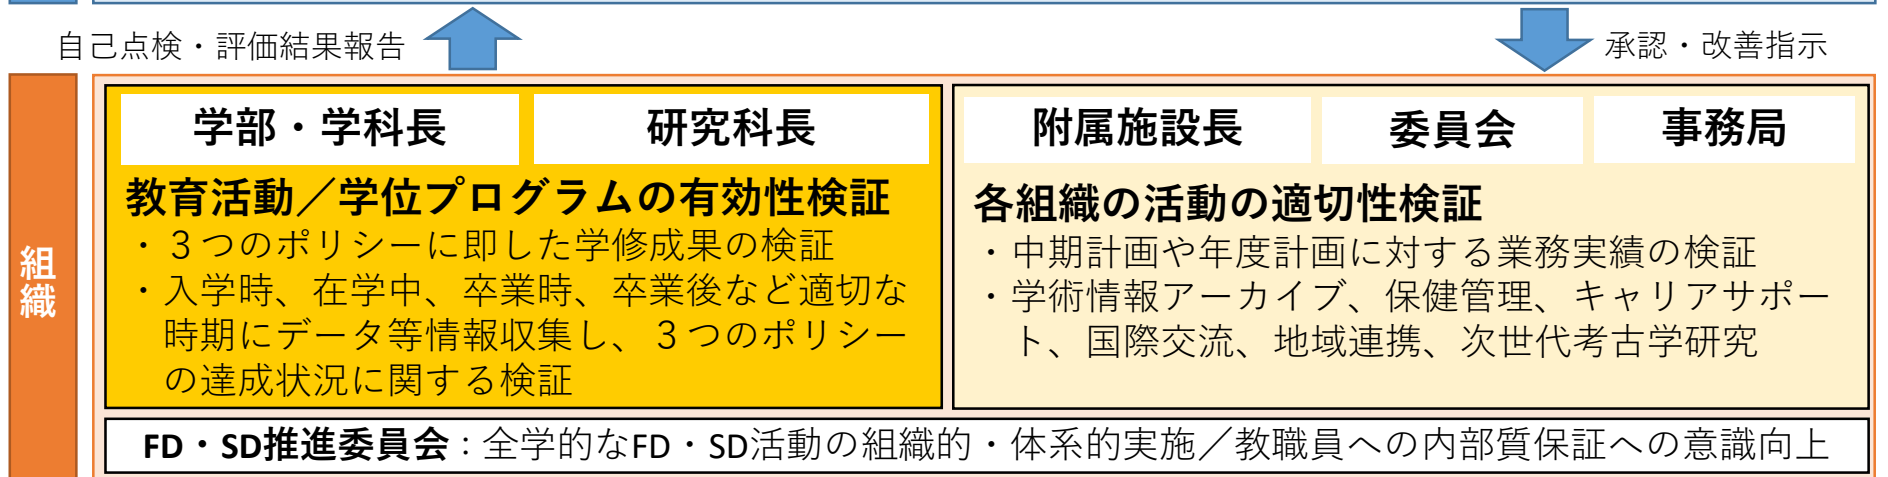 自己点検・評価結果報告
承認・改善指示
組織
学部・学科長
研究科長
教育活動／学位プログラムの有効性検証
・３つのポリシーに即した学修成果の検証
・入学時、在学中、卒業時、卒業後など適切な
時期にデータ等情報収集し、３つのポリシー
の達成状況に関する検証
附属施設長
委員会
事務局
各組織の活動の適切性検証
・中期計画や年度計画に対する業務実績の検証
・学術情報アーカイブ、保健管理、キャリアサポー
ト、国際交流、地域連携、次世代考古学研究
FD・SD推進委員会：全学的なFD・SD活動の組織的・体系的実施／教職員への内部質保証への意識向上